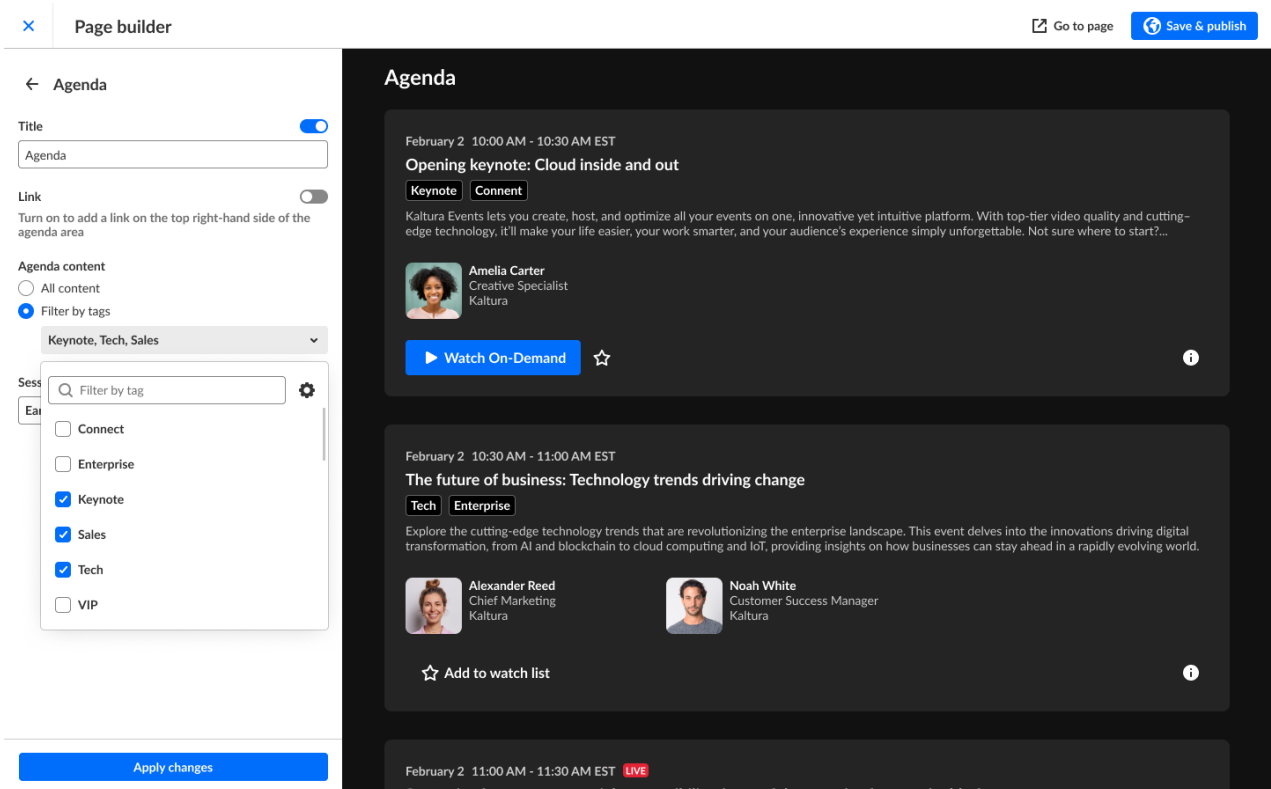 Page builder
Go to page
Save & publish
Agenda
Title
Agenda
Link
Turn on to add a link on the top right-hand side of the
agenda area
Agenda content
All content
Filter by tags
Keynote, Tech, Sales
Filter by tag
Connect
Enterprise
Keynote
Sales
Tech
VIP
Apply changes
Agenda
February 2 10:00 AM - 10:30 AM EST
Opening keynote: Cloud inside and out
Keynote Connent
Kaltura Events lets you create, host, and optimize all your events on one, innovative yet intuitive platform. With top-tier video quality and cutting–
edge technology, it'll make your life easier, your work smarter, and your audience's experience simply unforgettable. Not sure where to start?...
Amelia Carter
Creative Specialist
Kaltura
Watch On-Demand
February 2 10:30 AM - 11:00 AM EST
The future of business: Technology trends driving change
Tech Enterprise
Explore the cutting-edge technology trends that are revolutionizing the enterprise landscape. This event delves into the innovations driving digital
transformation, from AI and blockchain to cloud computing and IoT, providing insights on how businesses can stay ahead in a rapidly evolving world.
Alexander Reed
Chief Marketing
Kaltura
Noah White
Customer Success Manager
Kaltura
Add to watch list
February 2 11:00 AM - 11:30 AM EST LIVE